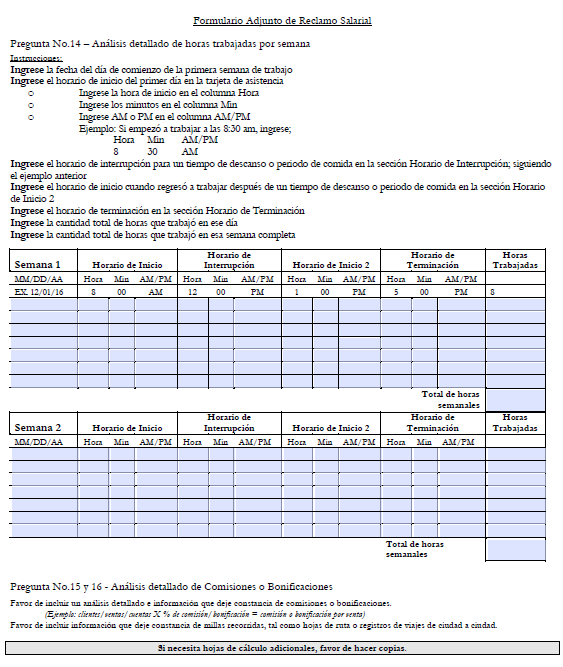 Formulario Adjunto de Reclamo Salarial
Pregunta No.14 – Análisis detallado de horas trabajadas por semana
Instrucciones:
Ingrese la fecha del día de comienzo de la primera semana de trabajo
Ingrese el horario de inicio del primer día en la tarjeta de asistencia
o Ingrese la hora de inicio en el columna Hora
o Ingrese los minutos en el columna Min
o Ingrese AM o PM en el columna AM/PM
Ejemplo: Si empezó a trabajar a las 8:30 am, ingrese;
Hora Min AM/PM
8 30 AM
Ingrese el horario de interrupción para un tiempo de descanso o periodo de comida en la sección Horario de Interrupción; siguiendo
el ejemplo anterior
Ingrese el horario de inicio cuando regresó a trabajar después de un tiempo de descanso o periodo de comida en la sección Horario
de Inicio 2
Ingrese el horario de terminación en la sección Horario de Terminación
Ingrese la cantidad total de horas que trabajó en ese día
Ingrese la cantidad total de horas que trabajó en esa semana completa
Semana 1 Horario de Inicio Horario de Interrupción Horario de Inicio 2 Horario de Terminación Horas Trabajadas
MM/DD/AA Hora Min AM/PM Hora Min AM/PM Hora Min AM/PM Hora Min AM/PM
EX. 12/01/16 8 00 AM 12 00 PM 1 00 PM 5 00 PM 8
Total de horas
semanales
Semana 2 Horario de Inicio Horario de Interrupción Horario de Inicio 2 Horario de Terminación Horas Trabajadas
MM/DD/AA Hora Min AM/PM Hora Min AM/PM Hora Min AM/PM Hora Min AM/PM
Total de horas
semanales
Pregunta No.15 y 16 - Análisis detallado de Comisiones o Bonificaciones
Favor de incluir un análisis detallado e información que deje constancia de comisiones o bonificaciones.
(Ejemplo: clientes/ventas/cuentas X % de comisión/bonificación = comisión o bonificación por venta)
Favor de incluir información que deje constancia de millas recorridas, tal como hojas de ruta o registros de viajes de ciudad a ciudad.
Si necesita hojas de cálculo adicionales, favor de hacer copias.